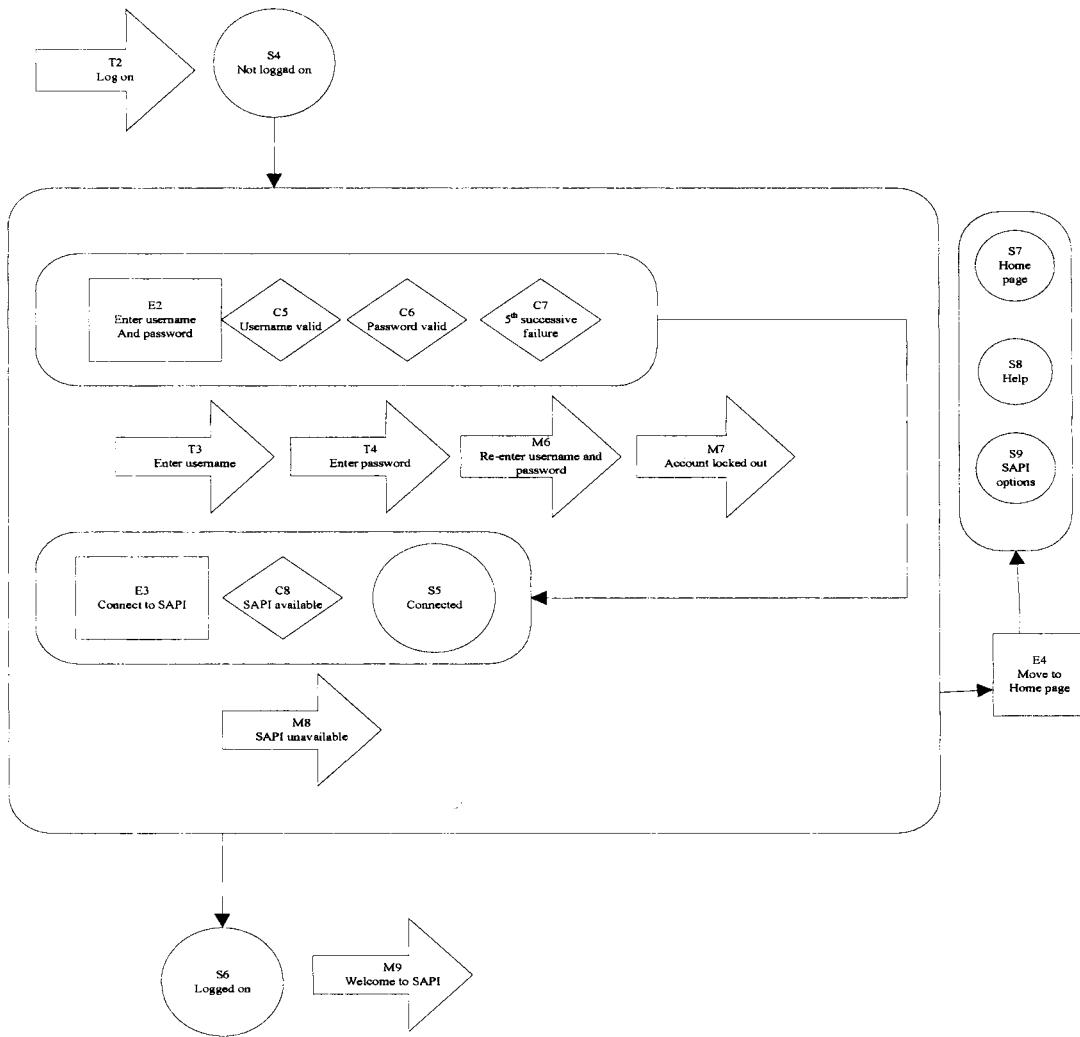 T2
Log on
S4
Not loggad on
E2
Enter username
And password
C5
Username valid
C6
Password valid
C7
5th successive
failure
T3
Enter username
T4
Enter password
M6
Re-enter username and
password
M7
Account locked out
E3
Connect to SAPI
C8
SAPI available
S5
Connected
M8
SAPI unavailable
S7
Home
page
S8
Help
S9
SAPI
options
E4
Move to
Home page
S6
Logged on
M9
Welcome to SAPI